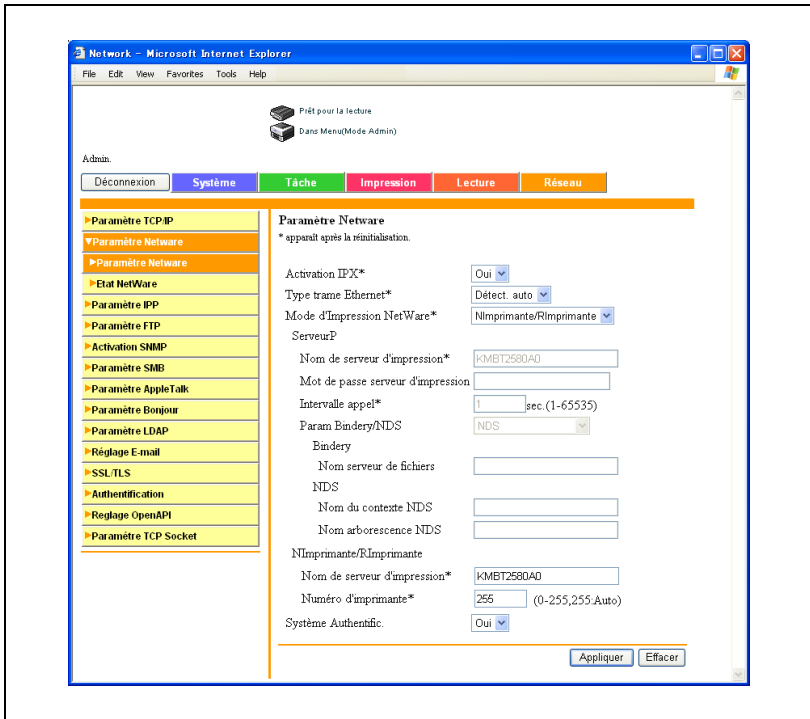 Network - Microsoft Internet Explorer
File Edit View Favorites Tools Help
Prêt pour la lecture
Dans Menu(Mode Admin)
Admin.
Déconnexion Système Tâche Impression Lecture Réseau
Paramètre TCP/IP
Paramètre Netware
Paramètre Netware
Etat NetWare
Paramètre IPP
Paramètre FTP
Activation SNMP
Paramètre SMB
Paramètre AppleTalk
Paramètre Bonjour
Paramètre LDAP
Réglage E-mail
SSL/TLS
Authentification
Reglage OpenAPI
Paramétre TCP Socket
Paramètre Netware
* apparaît après la réinitialisation.
Activation IPX* Oui
Type trame Ethernet* Détect. auto
Mode d'Impression NetWare* NImprimante/RImprimante
ServeurP
Nom de serveur d'impression* KMBT2580A0
Mot de passe serveur d'impression
Intervalle appel* 1 sec.(1-65535)
Param Bindery/NDS NDS
Bindery
Nom serveur de fichiers
NDS
Nom du contexte NDS
Nom arborescence NDS
NImprimante/RImprimante
Nom de serveur d'impression* KMBT2580A0
Numéro d'imprimante* 255 (0-255,255:Auto)
Système Authentific. Oui
Appliquer Effacer